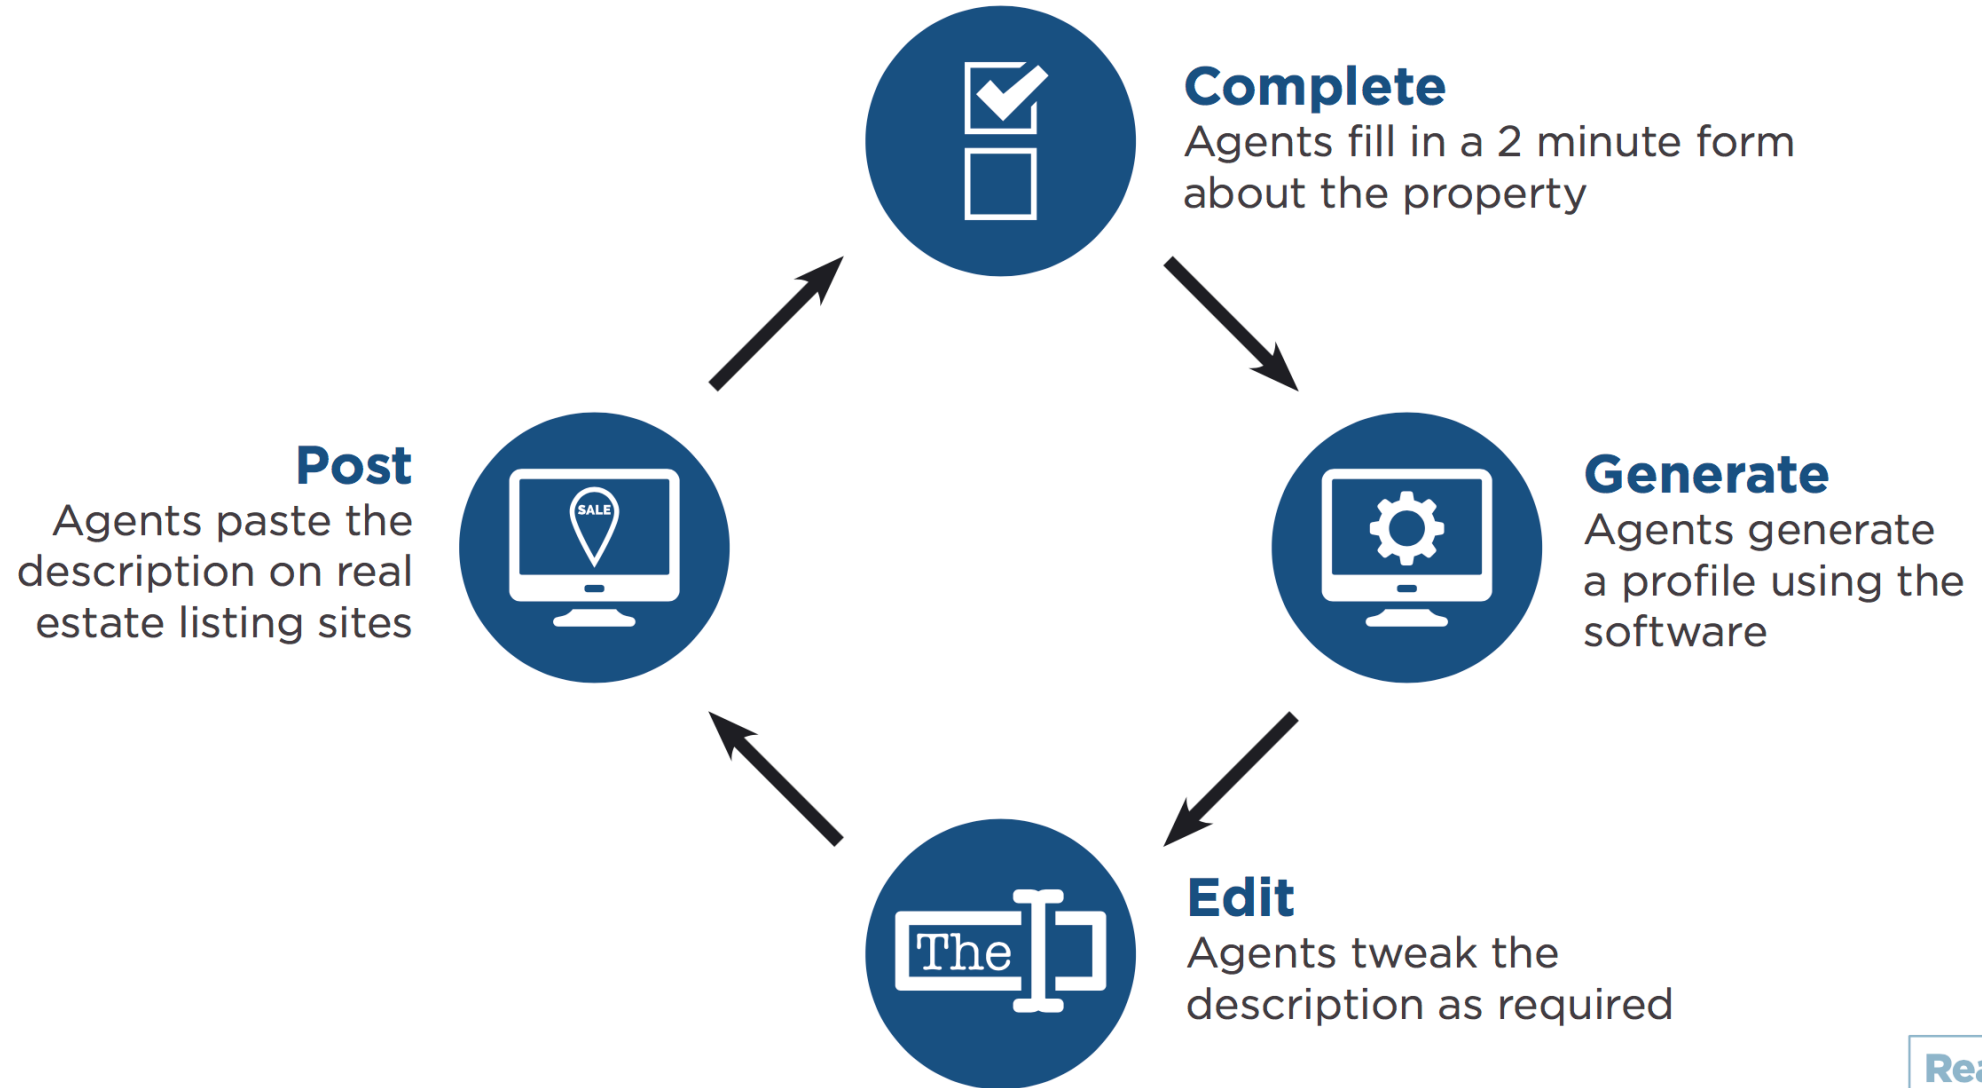 Complete
Agents fill in a 2 minute form
about the property
Generate
Agents generate
a profile using the
software
Edit
Agents tweak the
description as required
Post
Agents paste the
description on real
estate listing sites
SALE
The